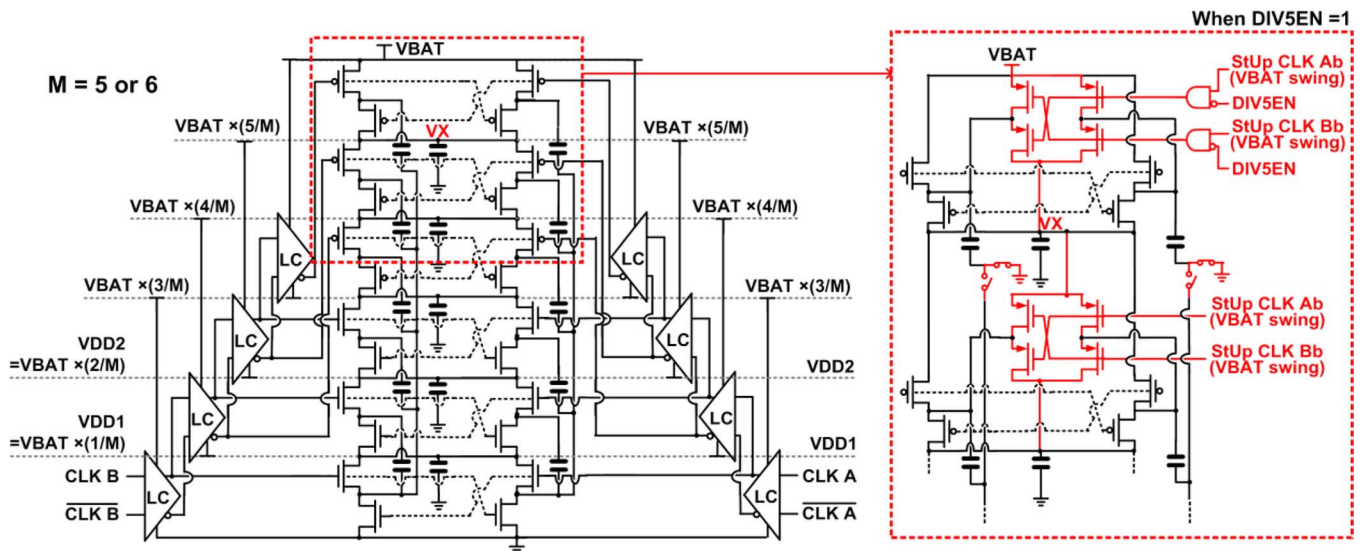 When DIV5EN =1
VBAT
M = 5 or 6
VBAT ×(5/M)
VX
VBAT ×(5/M)
VBAT ×(4/M)
VBAT ×(4/M)
LC
LC
VBAT ×(3/M)
VBAT ×(3/M)
LC
LC
VDD2
=VBAT ×(2/M)
VDD2
LC
LC
VDD1
=VBAT ×(1/M)
VDD1
CLK B
CLK A
LC
LC
CLK B
CLK A
VBAT
StUp CLK Ab
(VBAT swing)
DIV5EN
StUp CLK Bb
(VBAT swing)
DIV5EN
VX
StUp CLK Ab
(VBAT swing)
StUp CLK Bb
(VBAT swing)